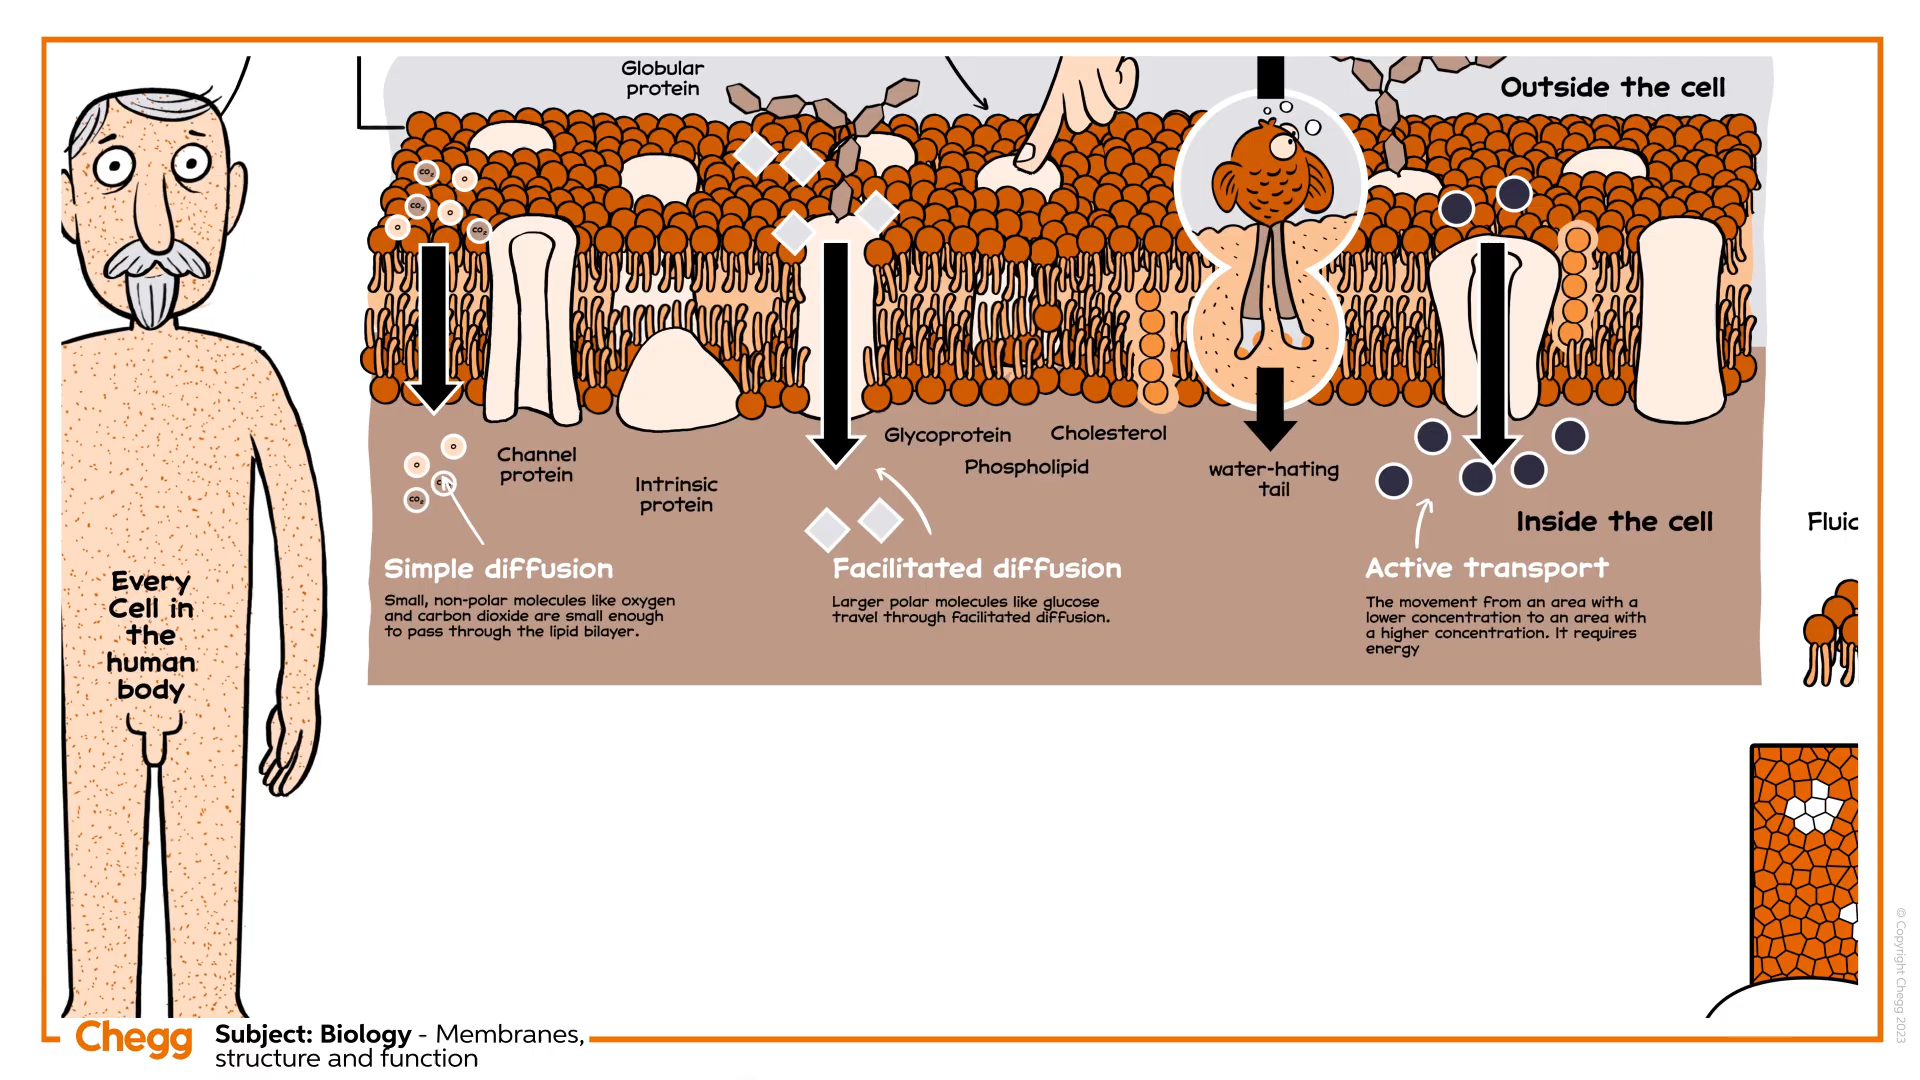 Globular
protein
Outside the cell
CO₂
O
CO₂
O
O
CO₂
Glycoprotein
Cholesterol
Phospholipid
Channel
protein
Intrinsic
protein
water-hating
tail
O
O
CO₂
Inside the cell
Simple diffusion
Small, non-polar molecules like oxygen
and carbon dioxide are small enough
to pass through the lipid bilayer.
Facilitated diffusion
Larger polar molecules like glucose
travel through facilitated diffusion.
Active transport
The movement from an area with a
lower concentration to an area with
a higher concentration. It requires
energy
Every
Cell in
the
human
body
Chegg
Subject: Biology - Membranes,
structure and function
© Copyright Chegg 2023